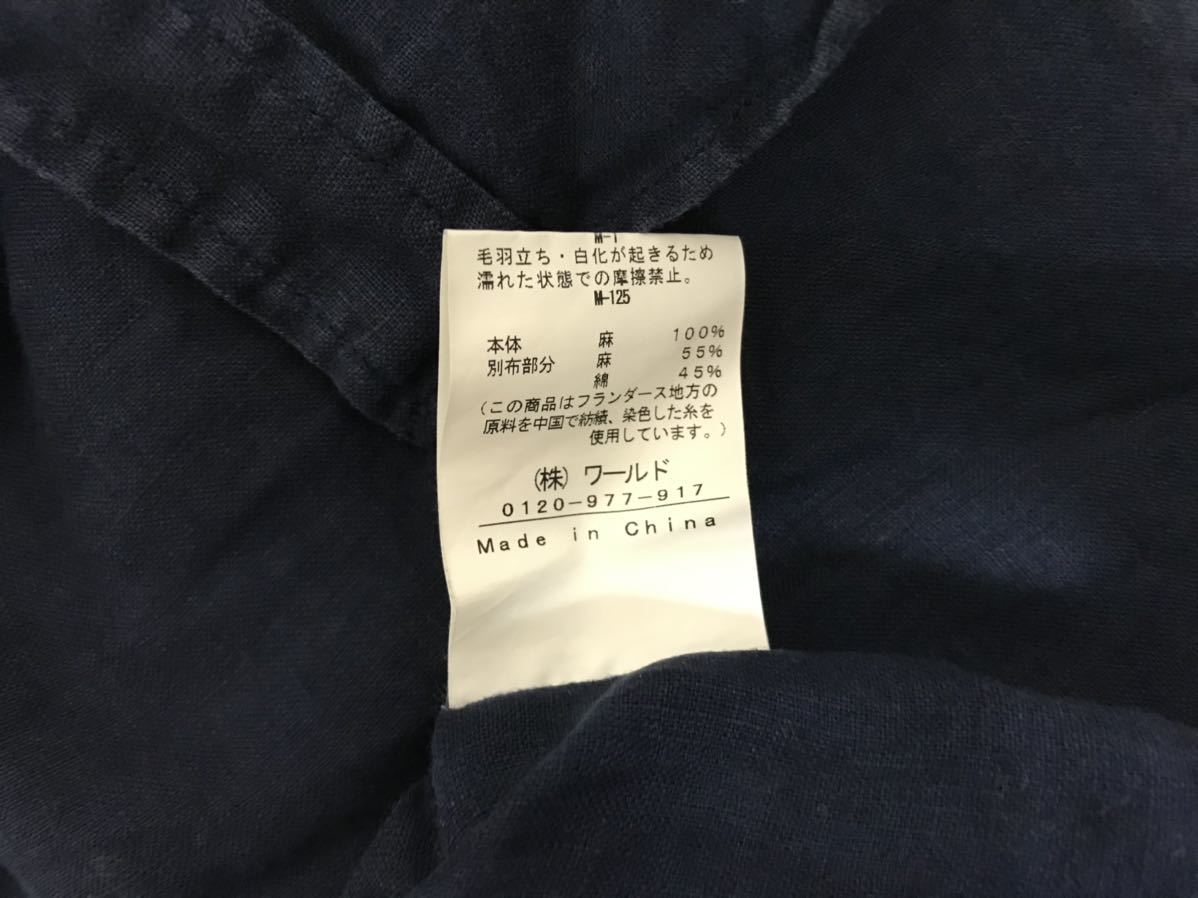 M-1
毛羽立ち・白化が起きるため
濡れた状態での摩擦禁止。
M-125
本体 麻 100%
別布部分 麻 55%
綿 45%
(この商品はフランダース地方の
原料を中国で紡績、染色した糸を
使用しています。)
(株) ワールド
0120-977-917
Made in China